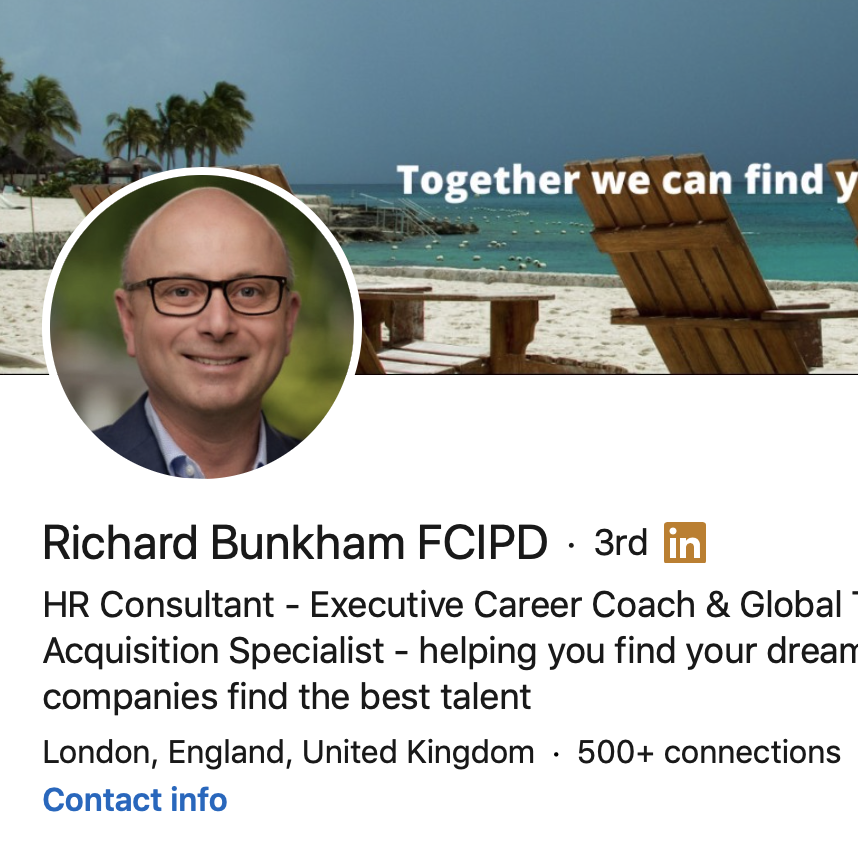 Together we can find y
Richard Bunkham FCIPD · 3rd in
HR Consultant - Executive Career Coach & Global
Acquisition Specialist - helping you find your dream
companies find the best talent
London, England, United Kingdom · 500+ connections
Contact info